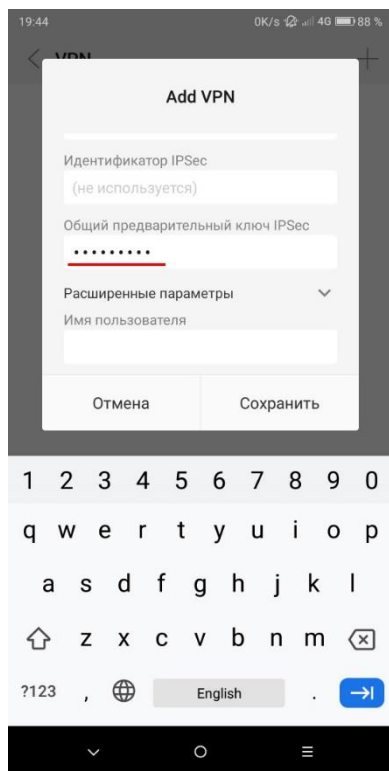 19:44 0K/s 4G 88 %
VPN
Add VPN
Идентификатор IPSec
(не используется)
Общий предварительный ключ IPSec
•••••••••
Расширенные параметры
Имя пользователя
Отмена Сохранить
1 2 3 4 5 6 7 8 9 0
q w e r t y u i o p
a s d f g h j k l
z x c v b n m
?123 , English .